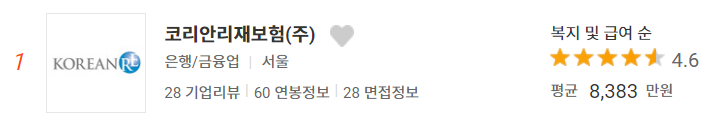 1
KOREAN RE
코리안리재보험(주)
은행/금융업 | 서울
28 기업리뷰 | 60 연봉정보 | 28 면접정보
복지 및 급여 순
4.6
평균 8,383 만원